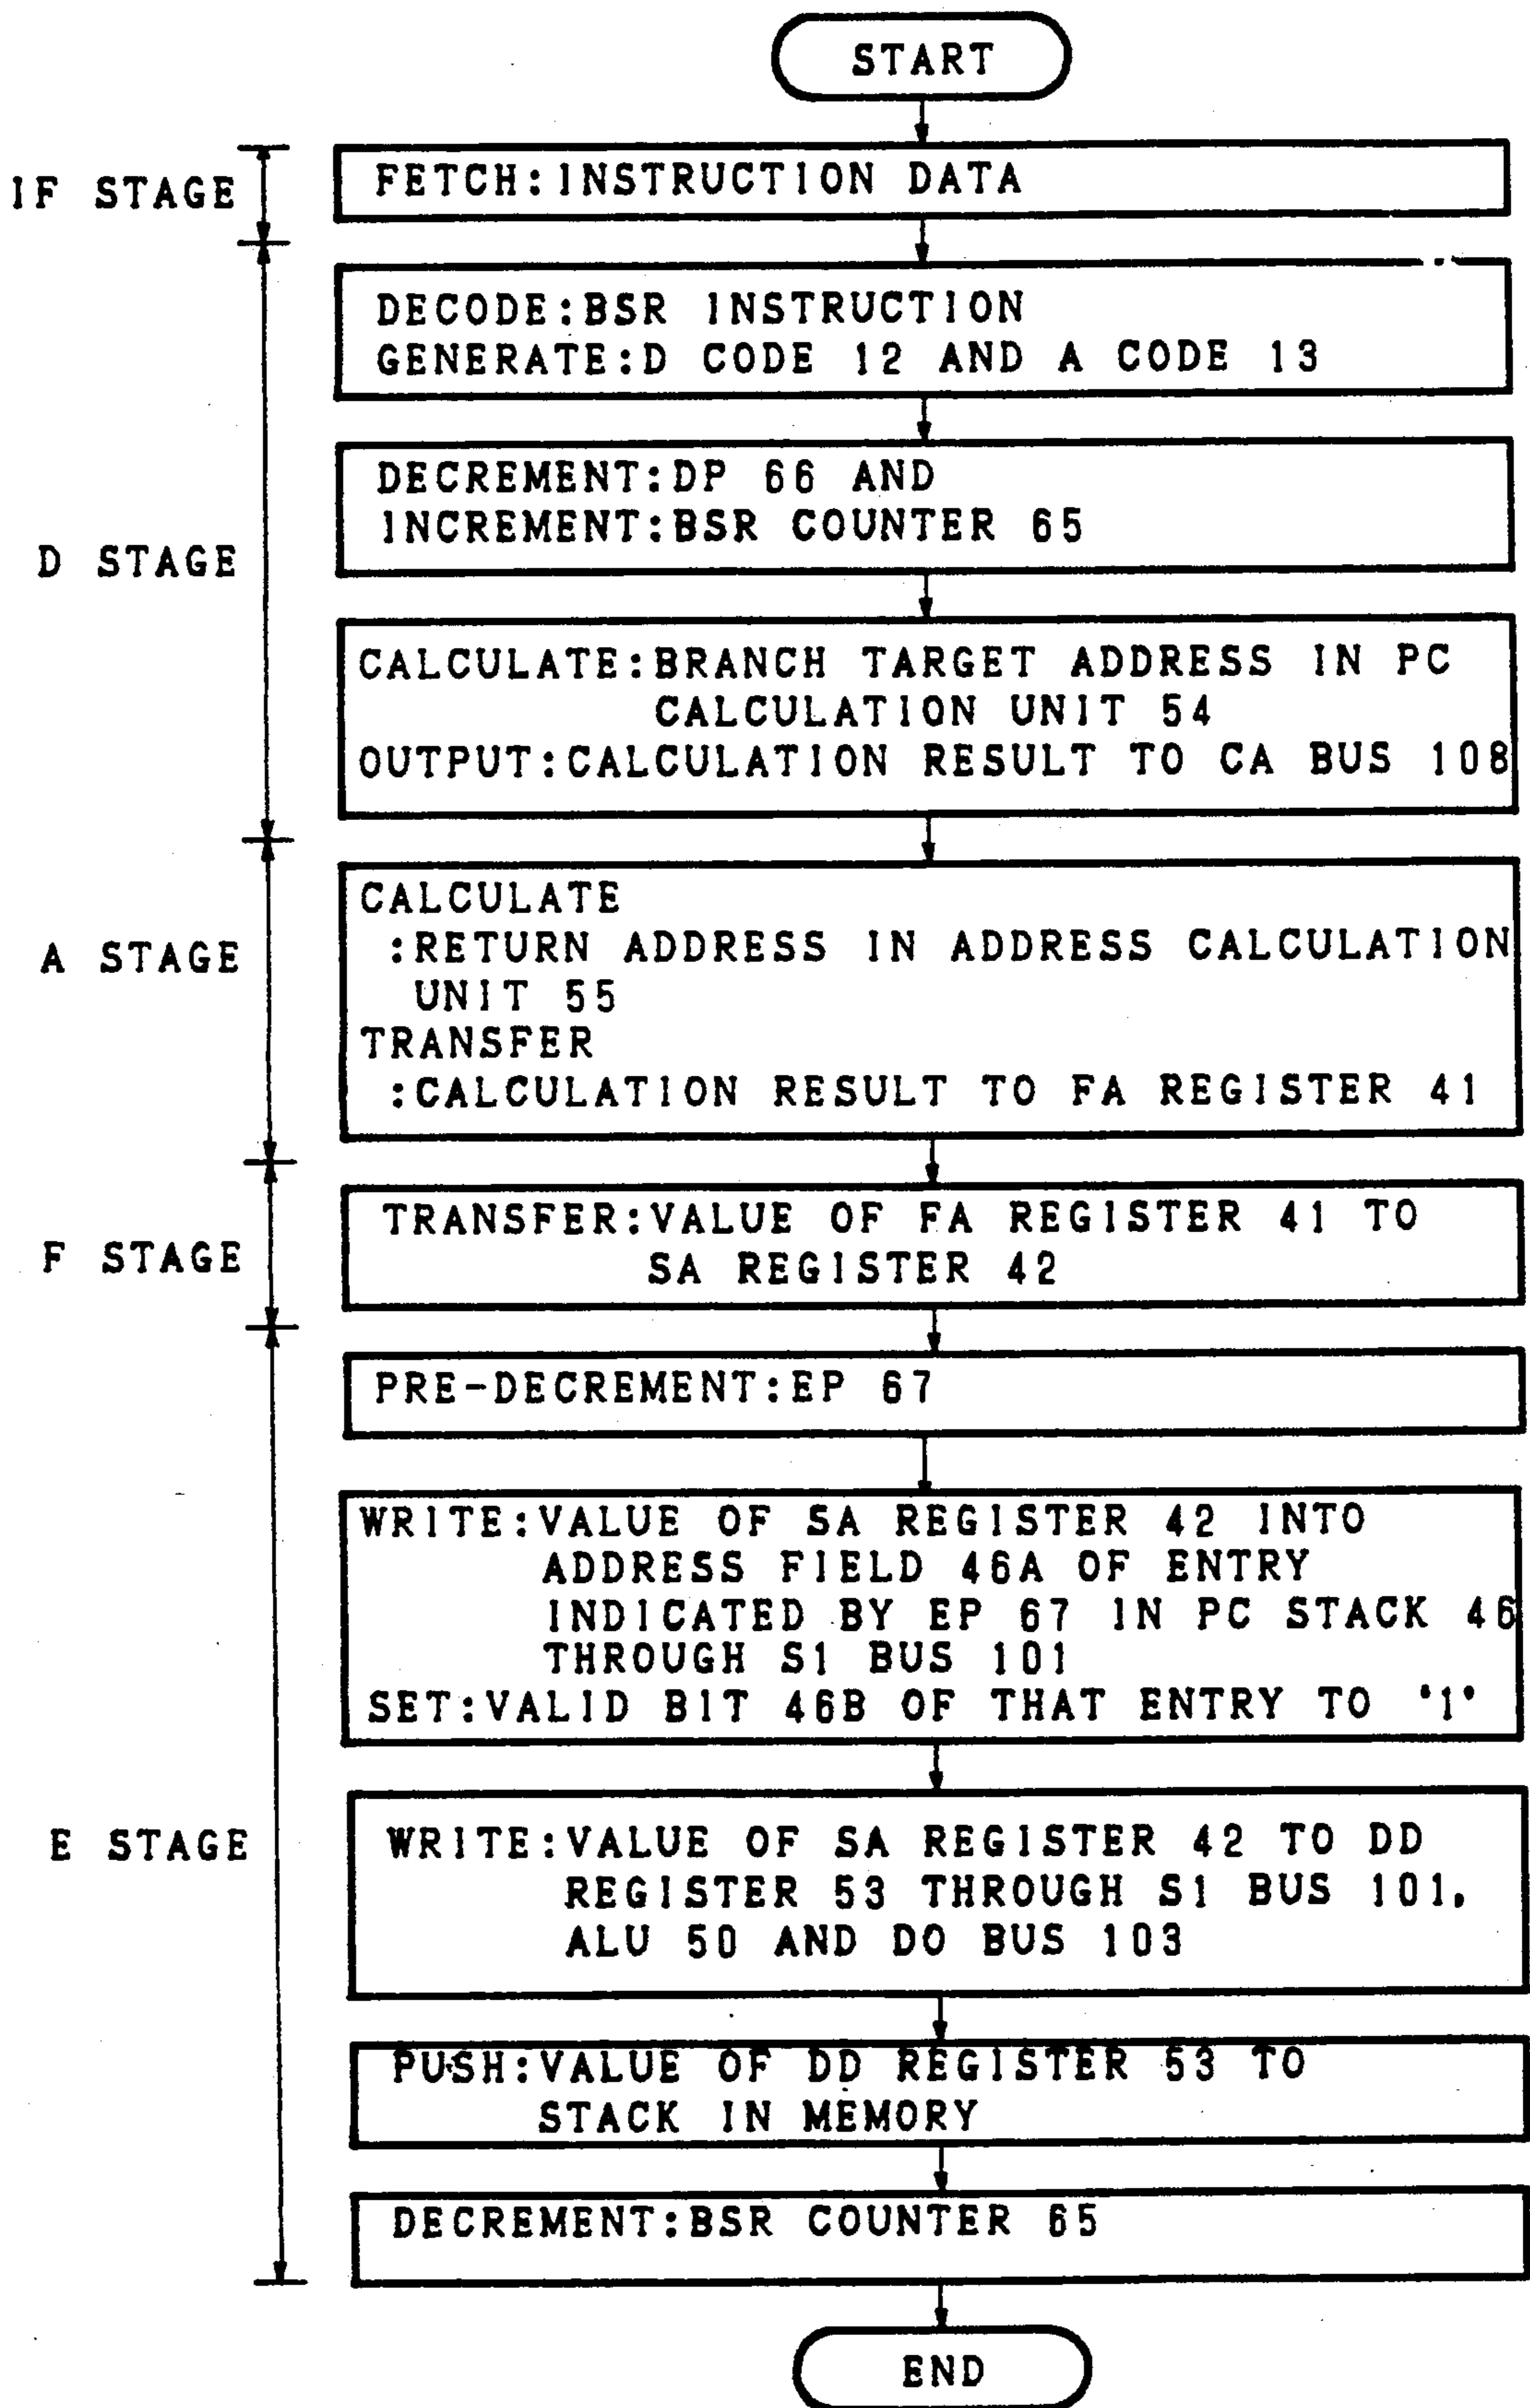 START
IF STAGE
FETCH:INSTRUCTION DATA
D STAGE
DECODE:BSR INSTRUCTION
GENERATE:D CODE 12 AND A CODE 13
DECREMENT:DP 66 AND
INCREMENT:BSR COUNTER 65
CALCULATE:BRANCH TARGET ADDRESS IN PC
CALCULATION UNIT 54
OUTPUT:CALCULATION RESULT TO CA BUS 108
A STAGE
CALCULATE
:RETURN ADDRESS IN ADDRESS CALCULATION
UNIT 55
TRANSFER
:CALCULATION RESULT TO FA REGISTER 41
F STAGE
TRANSFER:VALUE OF FA REGISTER 41 TO
SA REGISTER 42
E STAGE
PRE-DECREMENT:EP 67
WRITE:VALUE OF SA REGISTER 42 INTO
ADDRESS FIELD 46A OF ENTRY
INDICATED BY EP 67 IN PC STACK 46
THROUGH S1 BUS 101
SET:VALID BIT 46B OF THAT ENTRY TO '1'
WRITE:VALUE OF SA REGISTER 42 TO DD
REGISTER 53 THROUGH S1 BUS 101,
ALU 50 AND DO BUS 103
PUSH:VALUE OF DD REGISTER 53 TO
STACK IN MEMORY
DECREMENT:BSR COUNTER 65
END